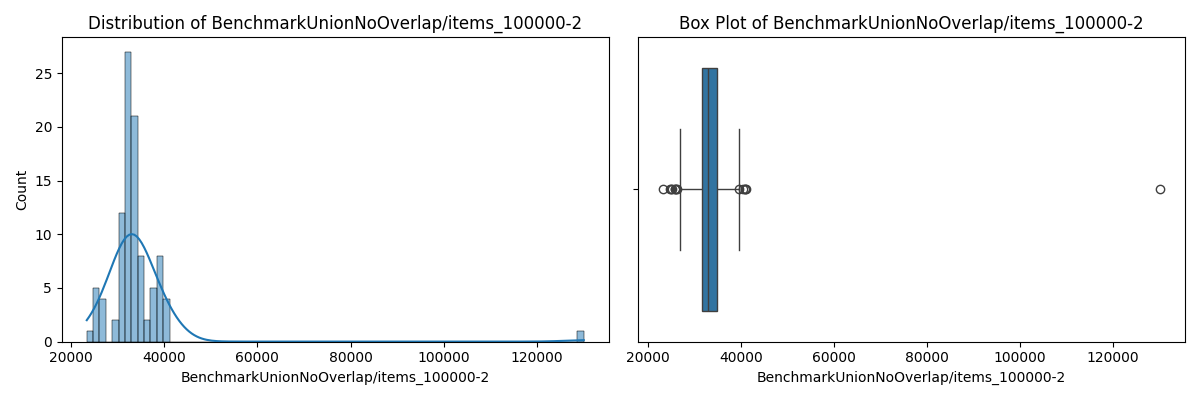 Distribution of BenchmarkUnionNoOverlap/items_100000-2
Count
25
20
15
10
5
0
20000 40000 60000 80000 100000 120000
BenchmarkUnionNoOverlap/items_100000-2
Box Plot of BenchmarkUnionNoOverlap/items_100000-2
20000 40000 60000 80000 100000 120000
BenchmarkUnionNoOverlap/items_100000-2